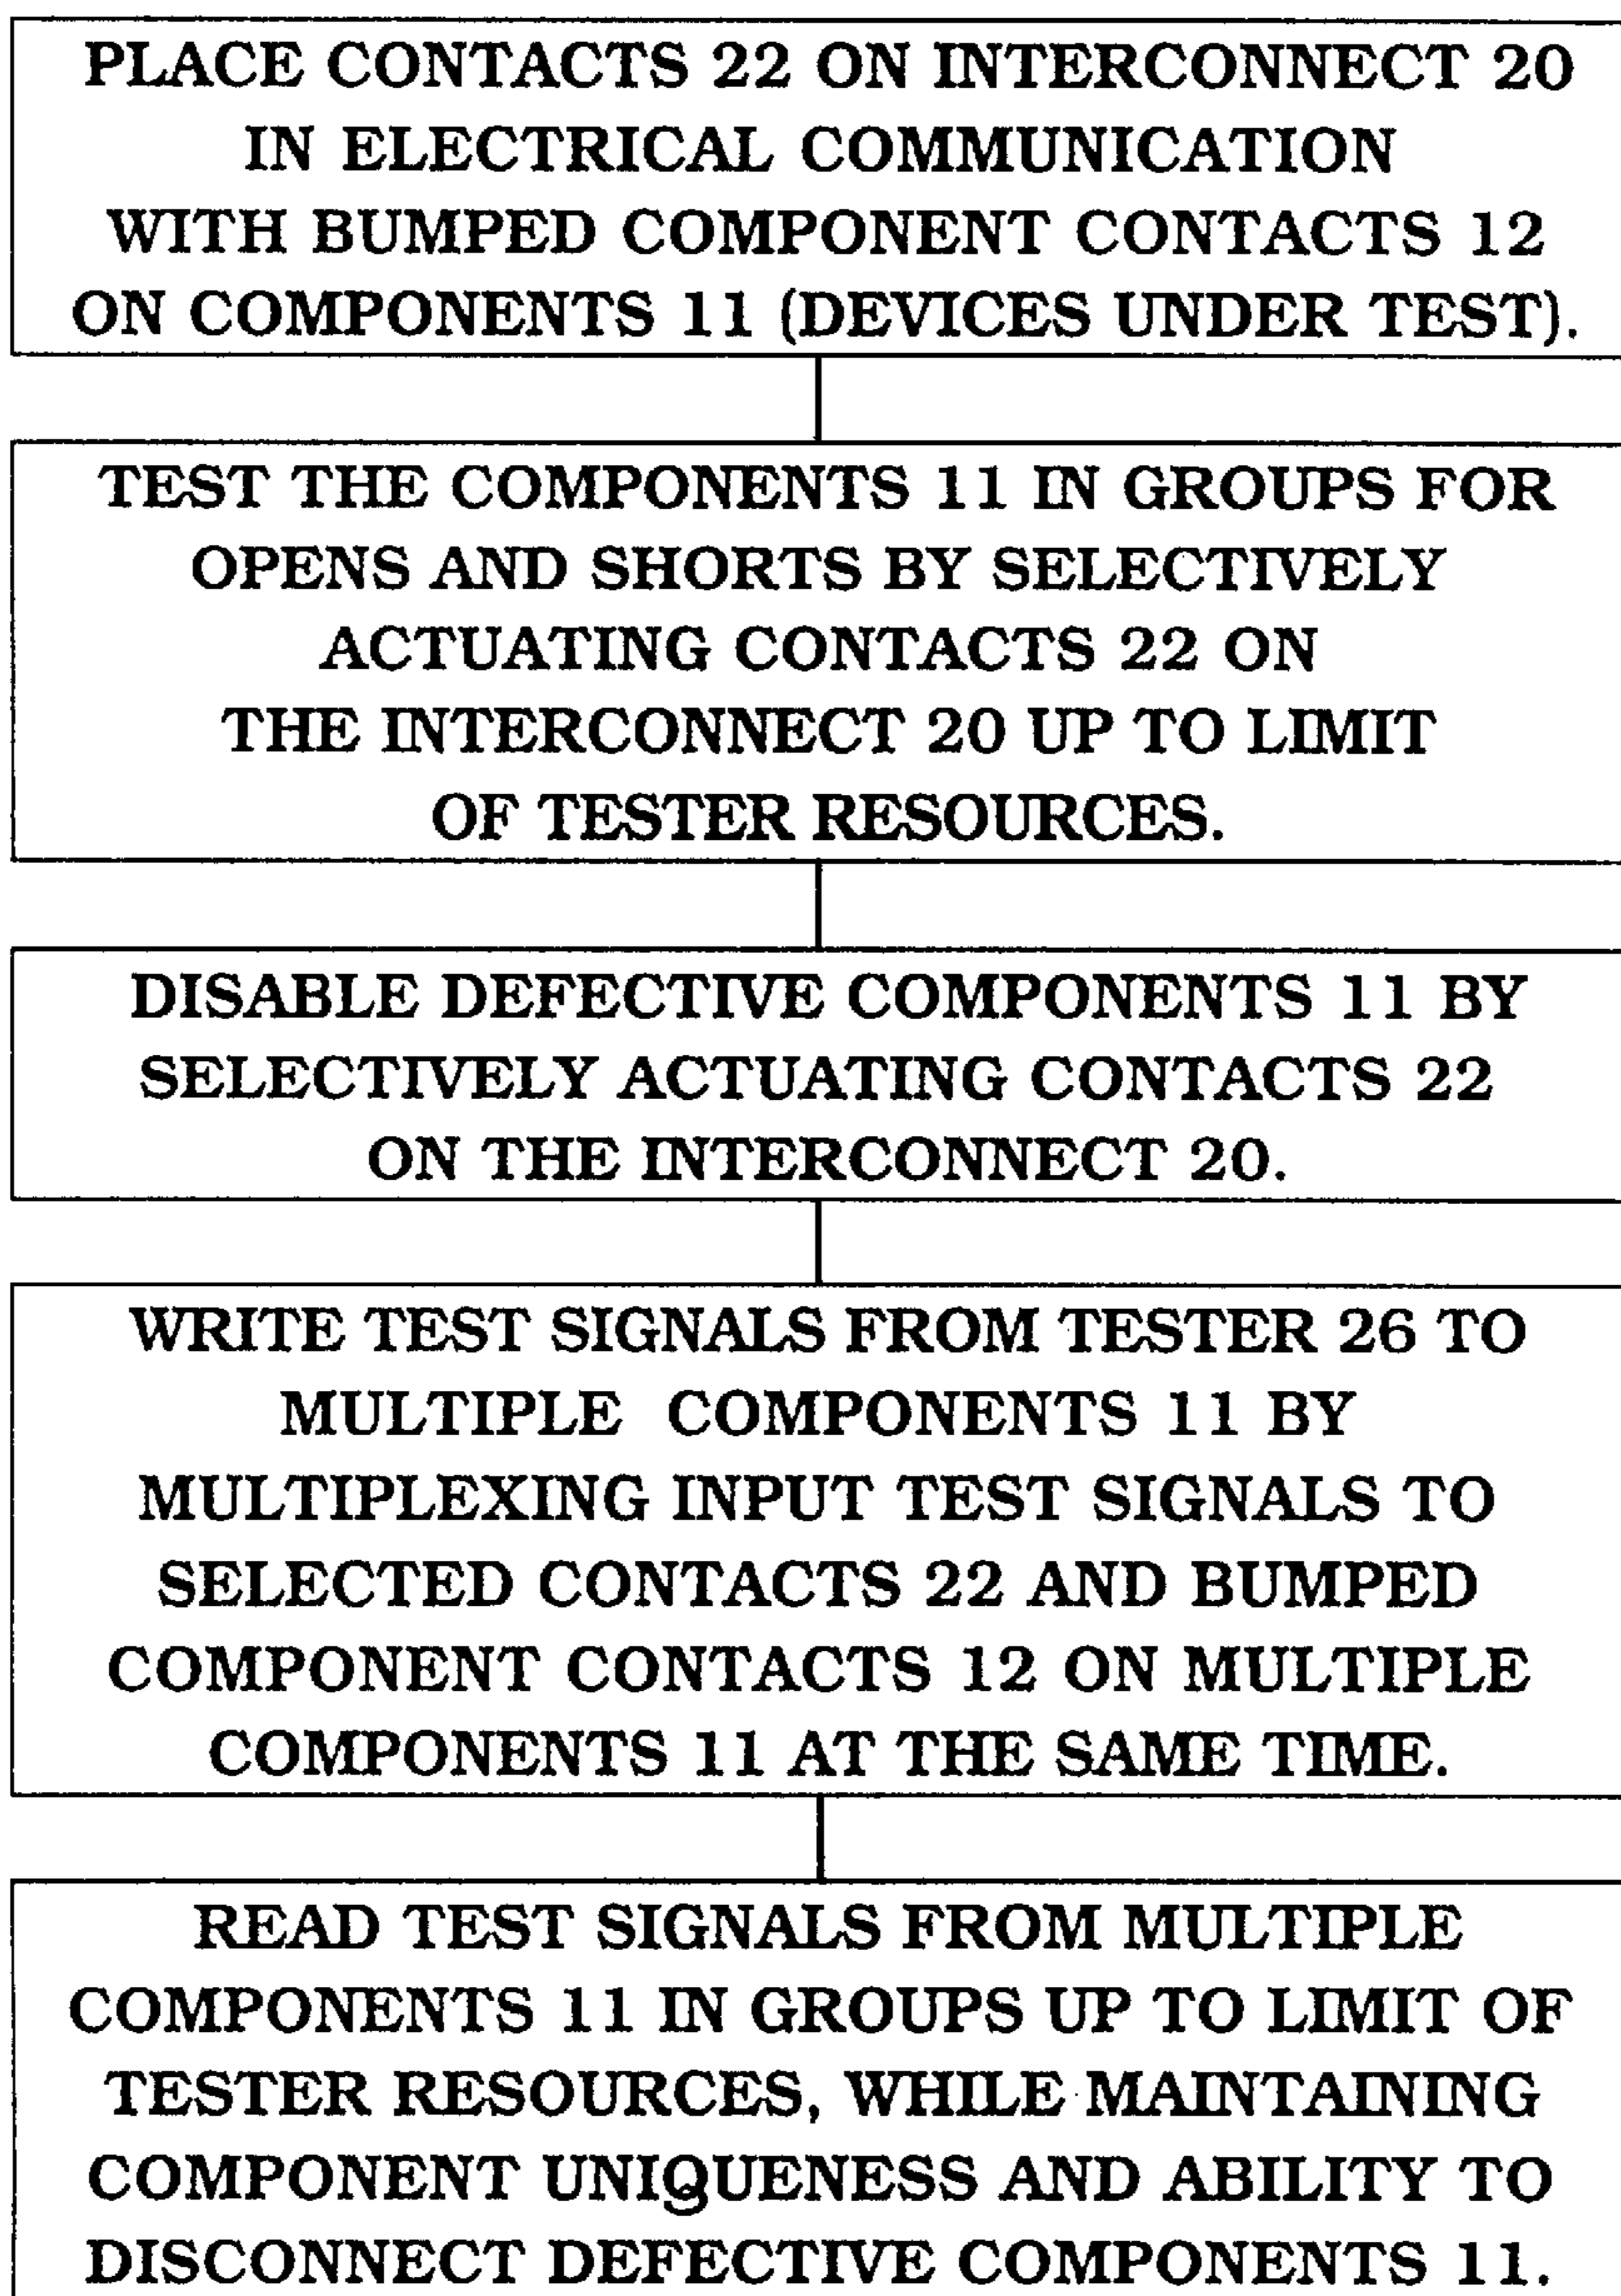 PLACE CONTACTS 22 ON INTERCONNECT 20
IN ELECTRICAL COMMUNICATION
WITH BUMPED COMPONENT CONTACTS 12
ON COMPONENTS 11 (DEVICES UNDER TEST).
TEST THE COMPONENTS 11 IN GROUPS FOR
OPENS AND SHORTS BY SELECTIVELY
ACTUATING CONTACTS 22 ON
THE INTERCONNECT 20 UP TO LIMIT
OF TESTER RESOURCES.
DISABLE DEFECTIVE COMPONENTS 11 BY
SELECTIVELY ACTUATING CONTACTS 22
ON THE INTERCONNECT 20.
WRITE TEST SIGNALS FROM TESTER 26 TO
MULTIPLE COMPONENTS 11 BY
MULTIPLEXING INPUT TEST SIGNALS TO
SELECTED CONTACTS 22 AND BUMPED
COMPONENT CONTACTS 12 ON MULTIPLE
COMPONENTS 11 AT THE SAME TIME.
READ TEST SIGNALS FROM MULTIPLE
COMPONENTS 11 IN GROUPS UP TO LIMIT OF
TESTER RESOURCES, WHILE MAINTAINING
COMPONENT UNIQUENESS AND ABILITY TO
DISCONNECT DEFECTIVE COMPONENTS 11.